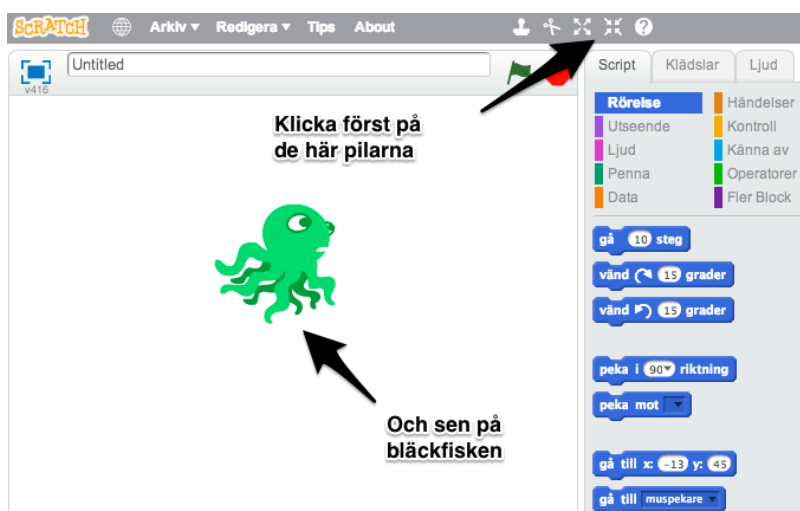 SCRATCH Arkiv Redigera Tips About
Untitled
v416
Klicka först på
de här pilarna
Och sen på
bläckfisken
Script Klädslar Ljud
Rörelse Händelser
Utseende Kontroll
Ljud Känna av
Penna Operatorer
Data Fler Block
gå 10 steg
vänd 15 grader
vänd 15 grader
peka i 90 riktning
peka mot
gå till x: -13 y: 45
gå till muspekare